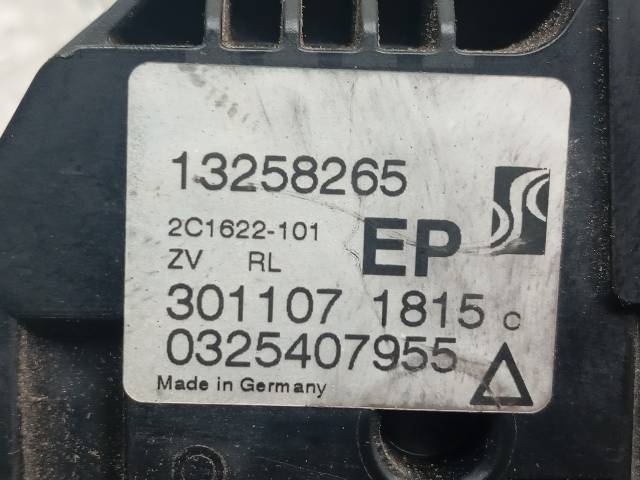 13258265
2C1622-101
ZV RL
EP
301107 1815 C
0325407955
Made in Germany